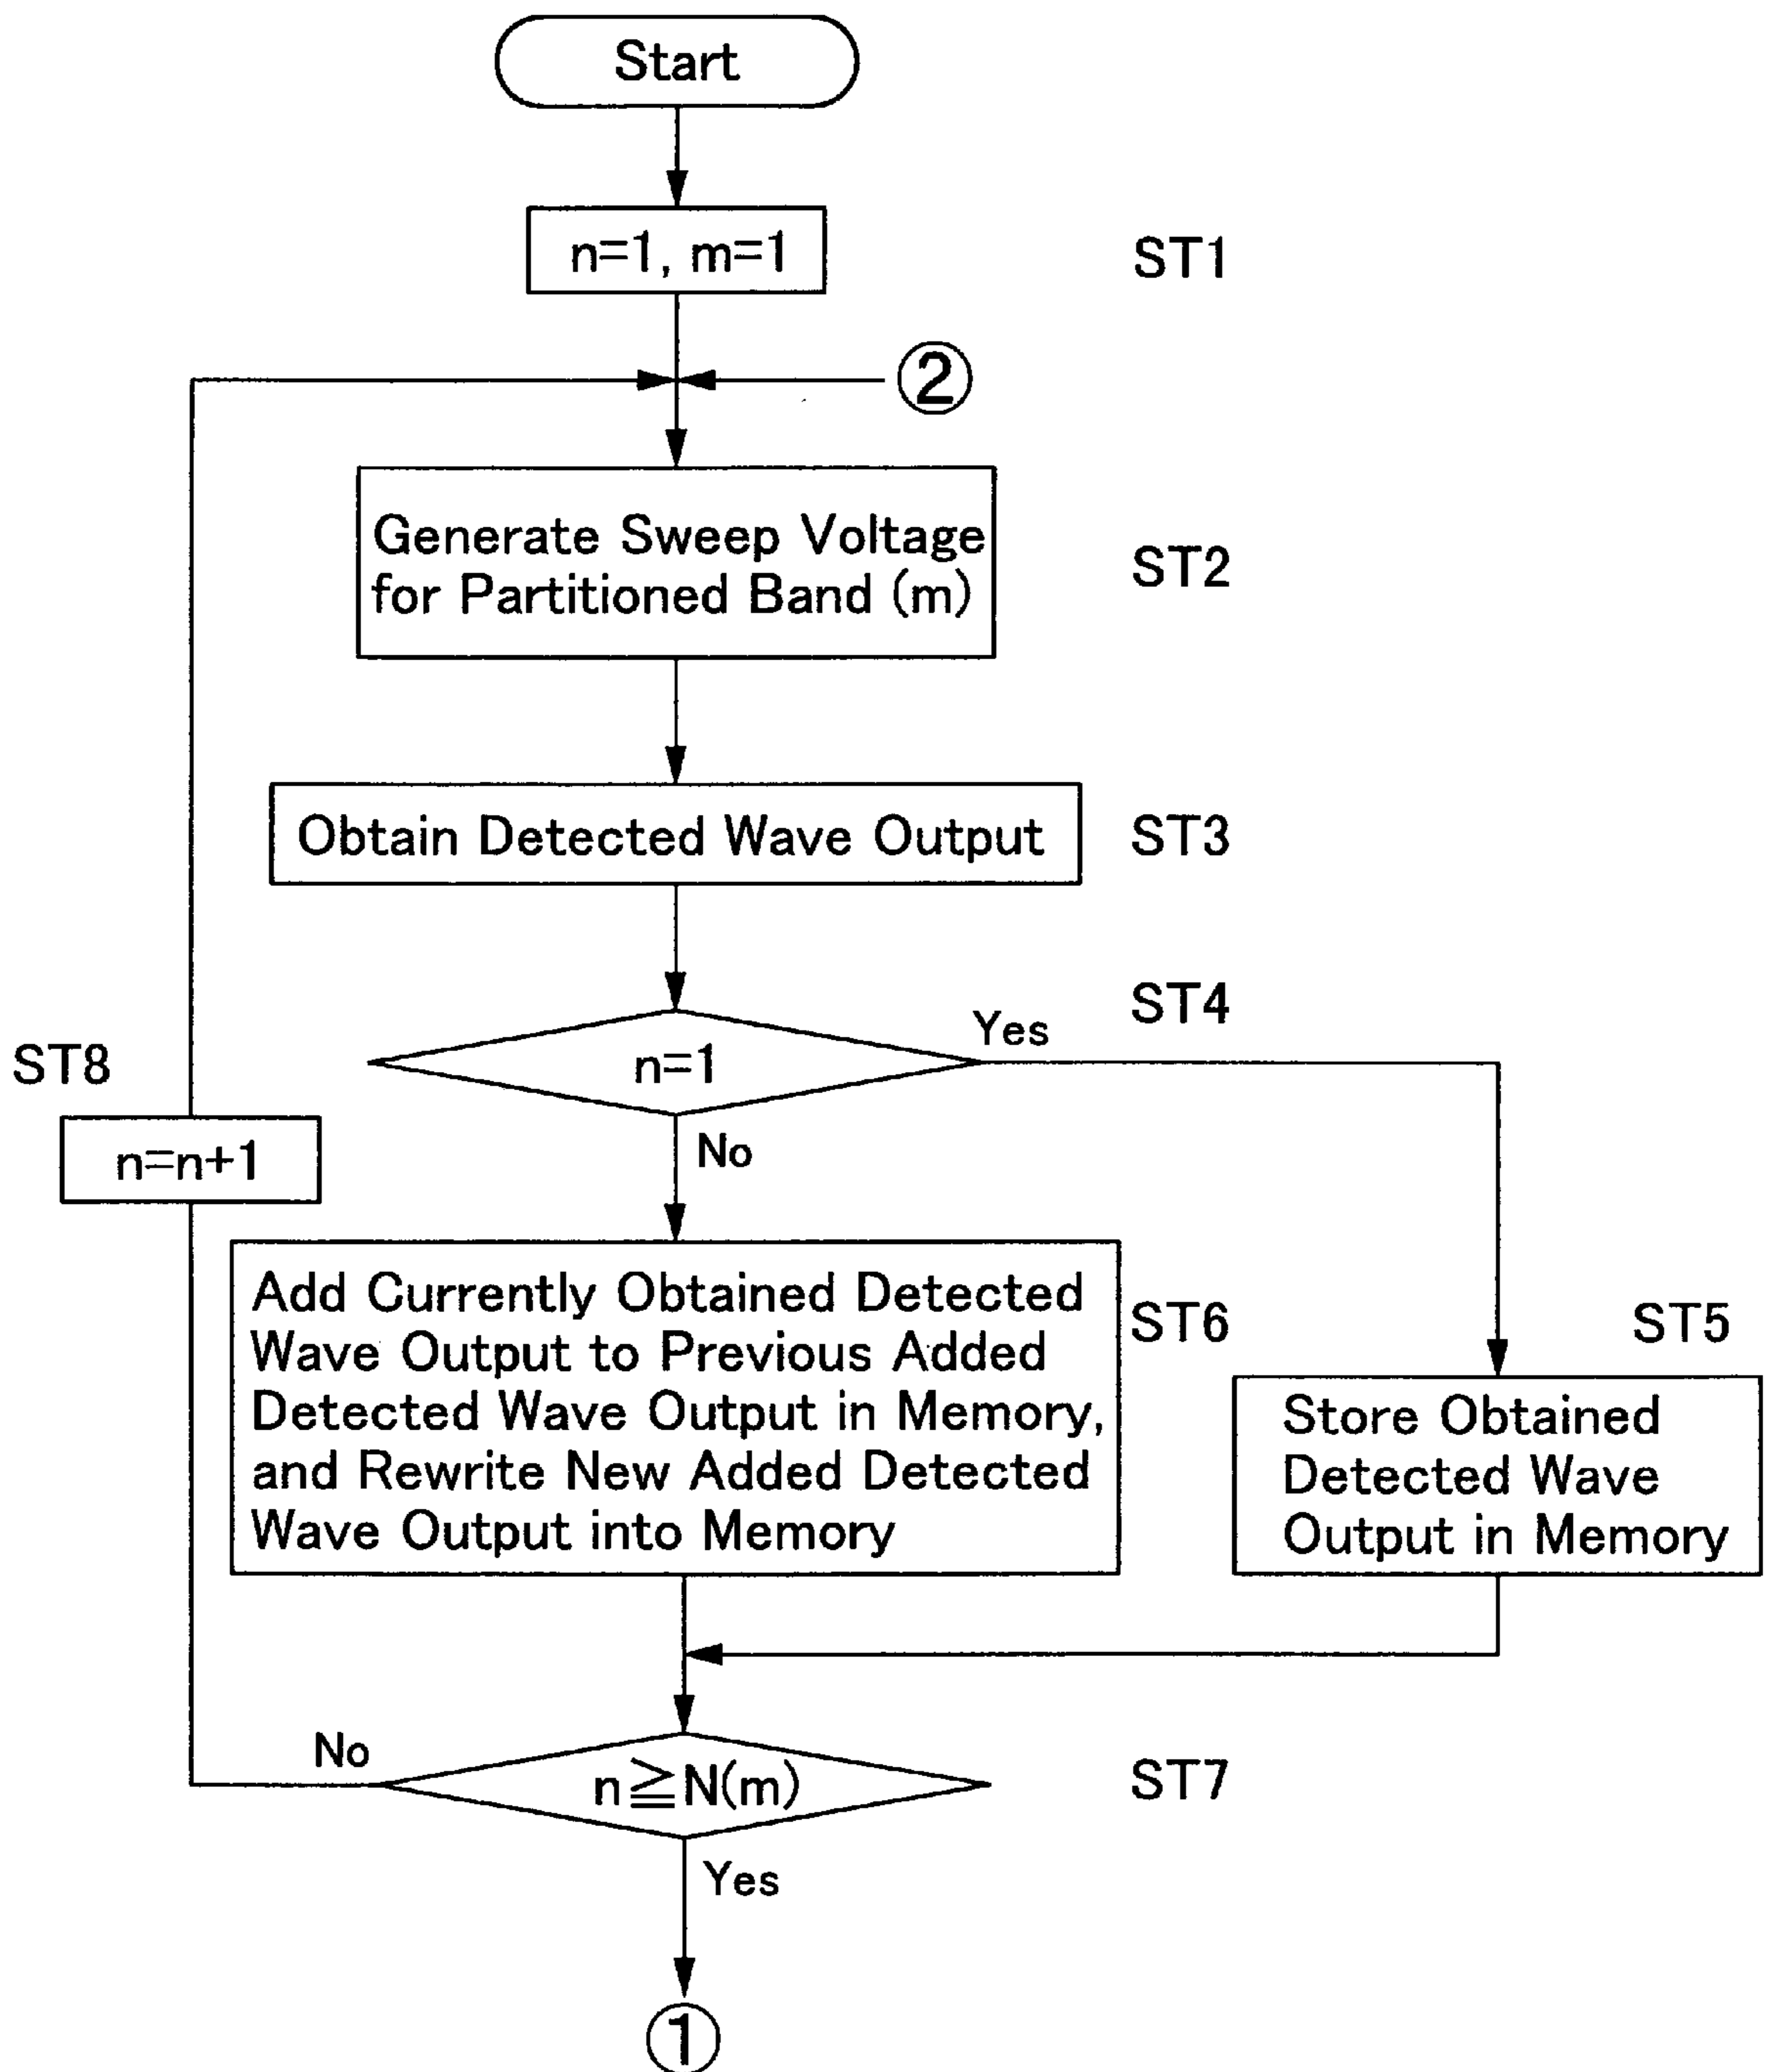 Start
n=1, m=1
ST1
②
Generate Sweep Voltage
for Partitioned Band (m)
ST2
Obtain Detected Wave Output
ST3
ST4
Yes
n=1
No
ST8
n=n+1
Add Currently Obtained Detected
Wave Output to Previous Added
Detected Wave Output in Memory,
and Rewrite New Added Detected
Wave Output into Memory
ST6
ST5
Store Obtained
Detected Wave
Output in Memory
No
n≧N(m)
ST7
Yes
①